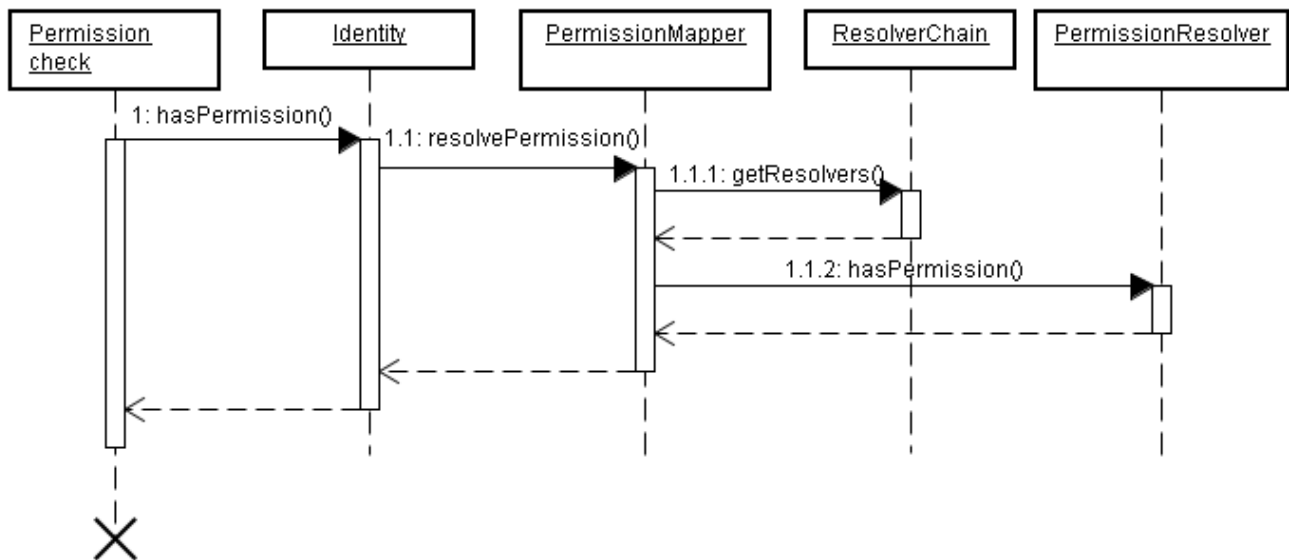 Permission
check
Identity
PermissionMapper
ResolverChain
PermissionResolver
1: hasPermission()
1.1: resolvePermission()
1.1.1: getResolvers()
1.1.2: hasPermission()